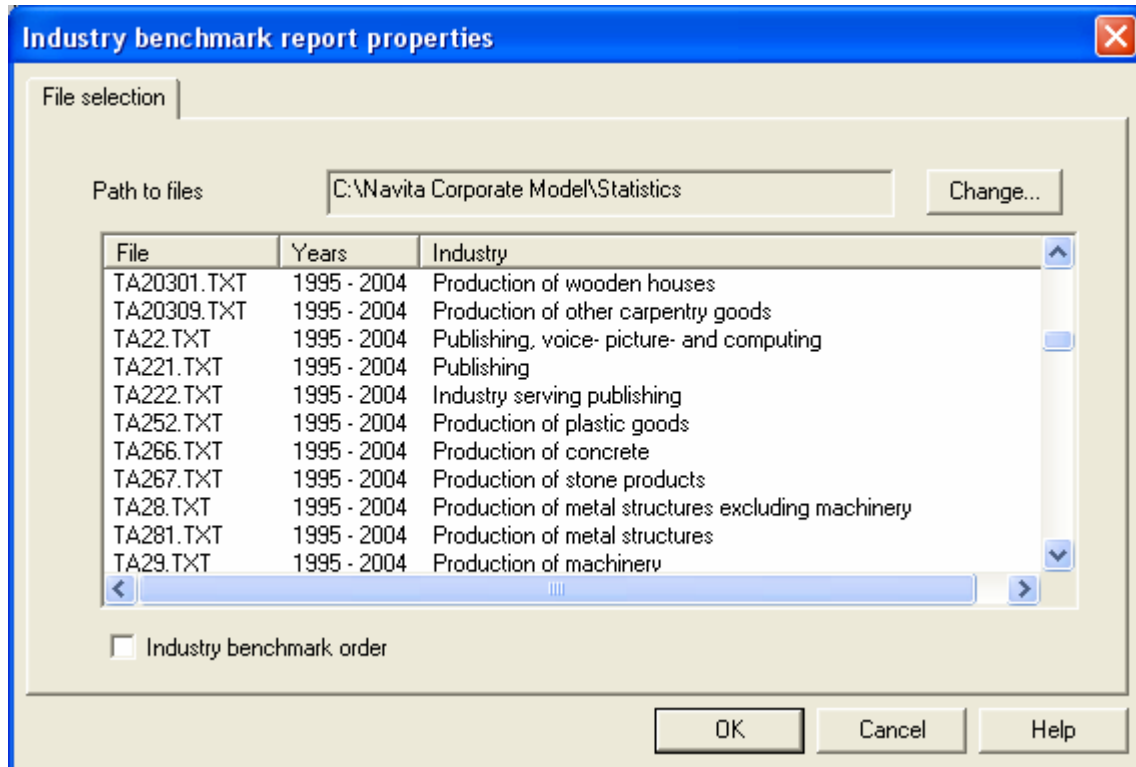 Industry benchmark report properties
File selection
Path to files C:\Navita Corporate Model\Statistics Change...
File Years Industry
TA20301.TXT 1995 - 2004 Production of wooden houses
TA20309.TXT 1995 - 2004 Production of other carpentry goods
TA22.TXT 1995 - 2004 Publishing, voice- picture- and computing
TA221.TXT 1995 - 2004 Publishing
TA222.TXT 1995 - 2004 Industry serving publishing
TA252.TXT 1995 - 2004 Production of plastic goods
TA266.TXT 1995 - 2004 Production of concrete
TA267.TXT 1995 - 2004 Production of stone products
TA28.TXT 1995 - 2004 Production of metal structures excluding machinery
TA281.TXT 1995 - 2004 Production of metal structures
TA29.TXT 1995 - 2004 Production of machinery
Industry benchmark order
OK Cancel Help